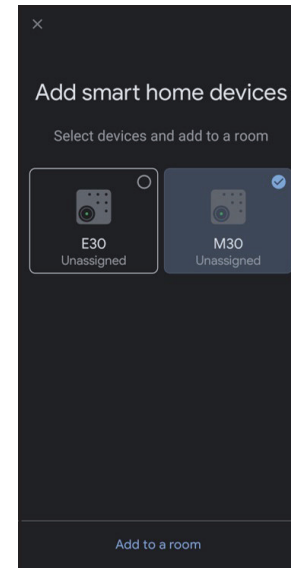 Add smart home devices
Select devices and add to a room
E30
Unassigned
M30
Unassigned
Add to a room